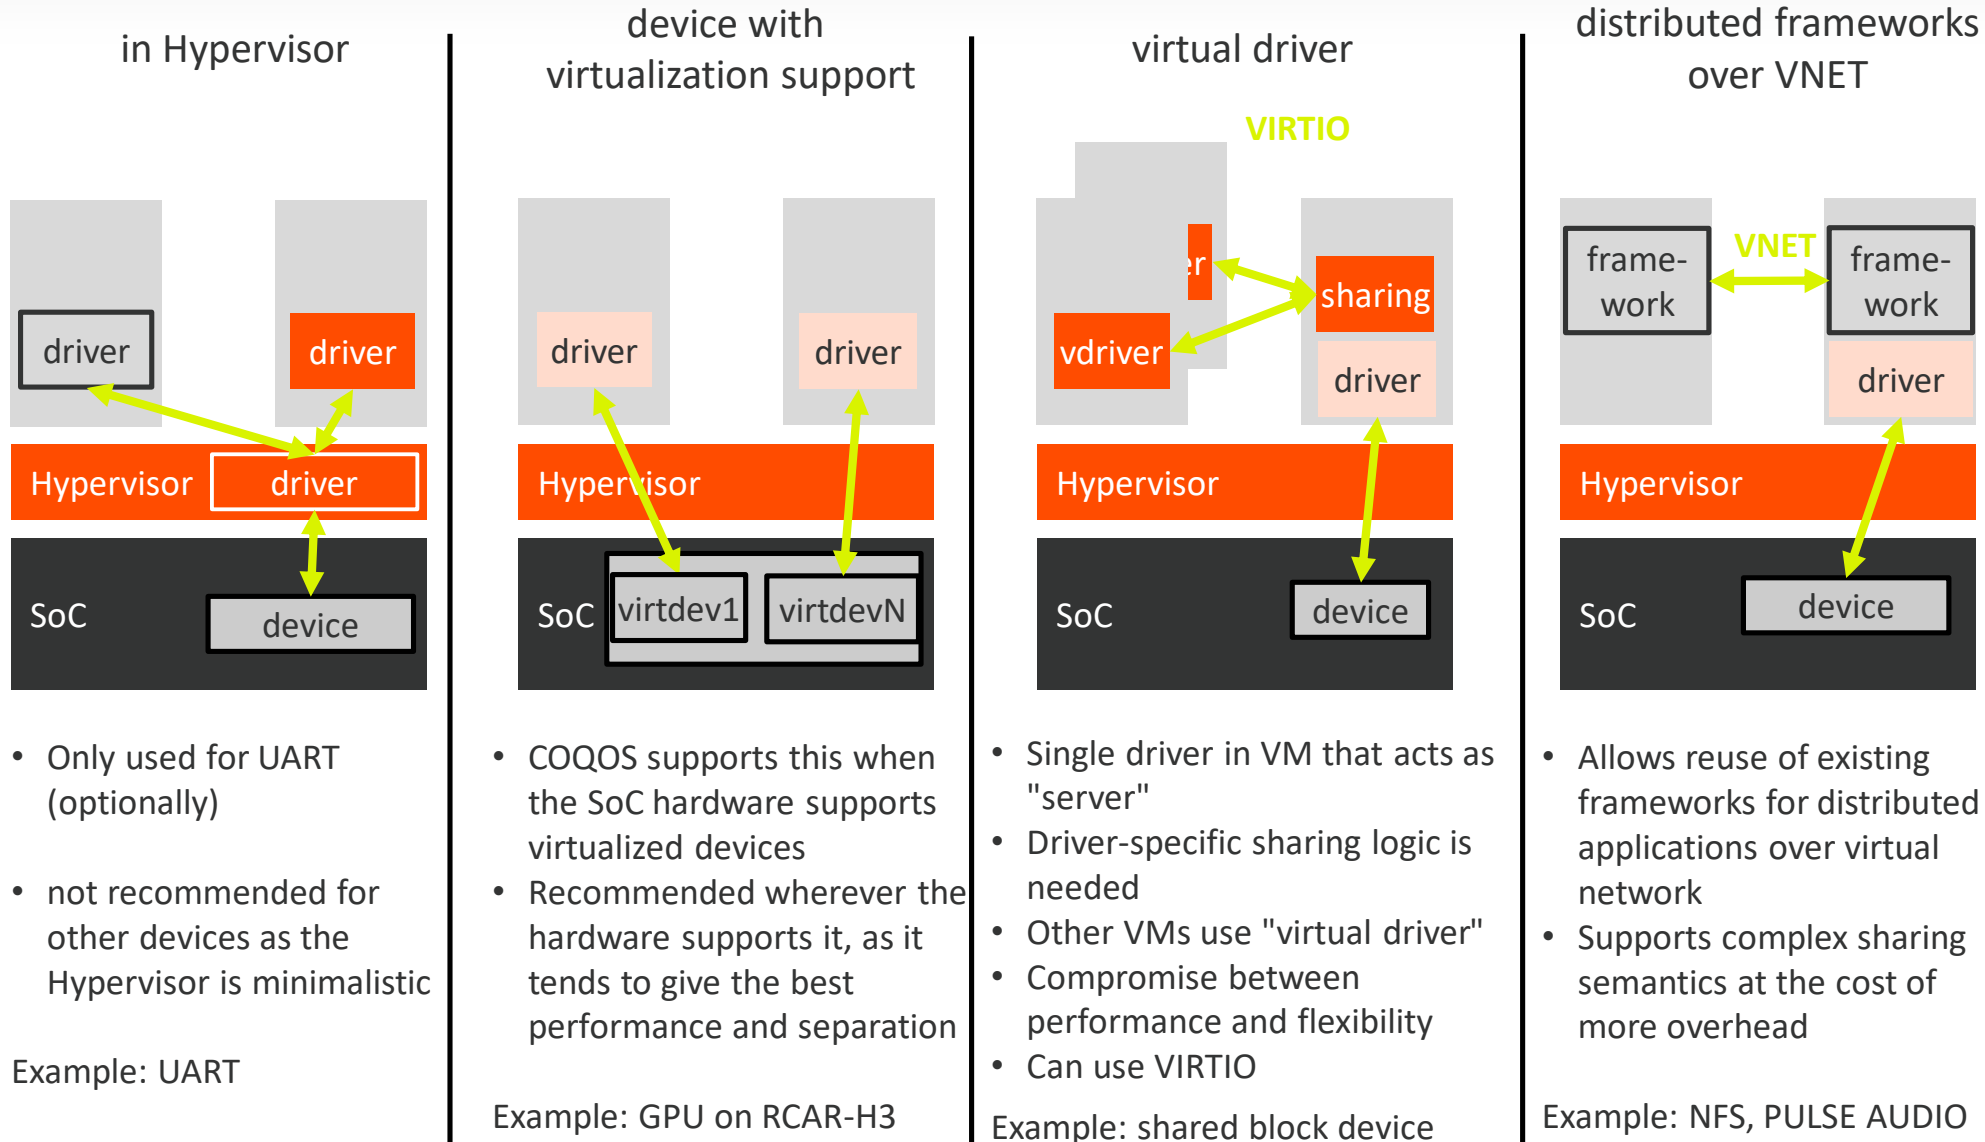 in Hypervisor
driver
driver
Hypervisor
driver
SoC
device
• Only used for UART
(optionally)
• not recommended for
other devices as the
Hypervisor is minimalistic
Example: UART
device with
virtualization support
driver
driver
Hypervisor
SoC
virtdev1
virtdevN
• COQOS supports this when
the SoC hardware supports
virtualized devices
• Recommended wherever the
hardware supports it, as it
tends to give the best
performance and separation
Example: GPU on RCAR-H3
virtual driver
VIRTIO
er
sharing
vdriver
driver
Hypervisor
SoC
device
• Single driver in VM that acts as
"server"
• Driver-specific sharing logic is
needed
• Other VMs use "virtual driver"
• Compromise between
performance and flexibility
• Can use VIRTIO
Example: shared block device
distributed frameworks
over VNET
frame-
work
VNET
frame-
work
driver
Hypervisor
SoC
device
• Allows reuse of existing
frameworks for distributed
applications over virtual
network
• Supports complex sharing
semantics at the cost of
more overhead
Example: NFS, PULSE AUDIO